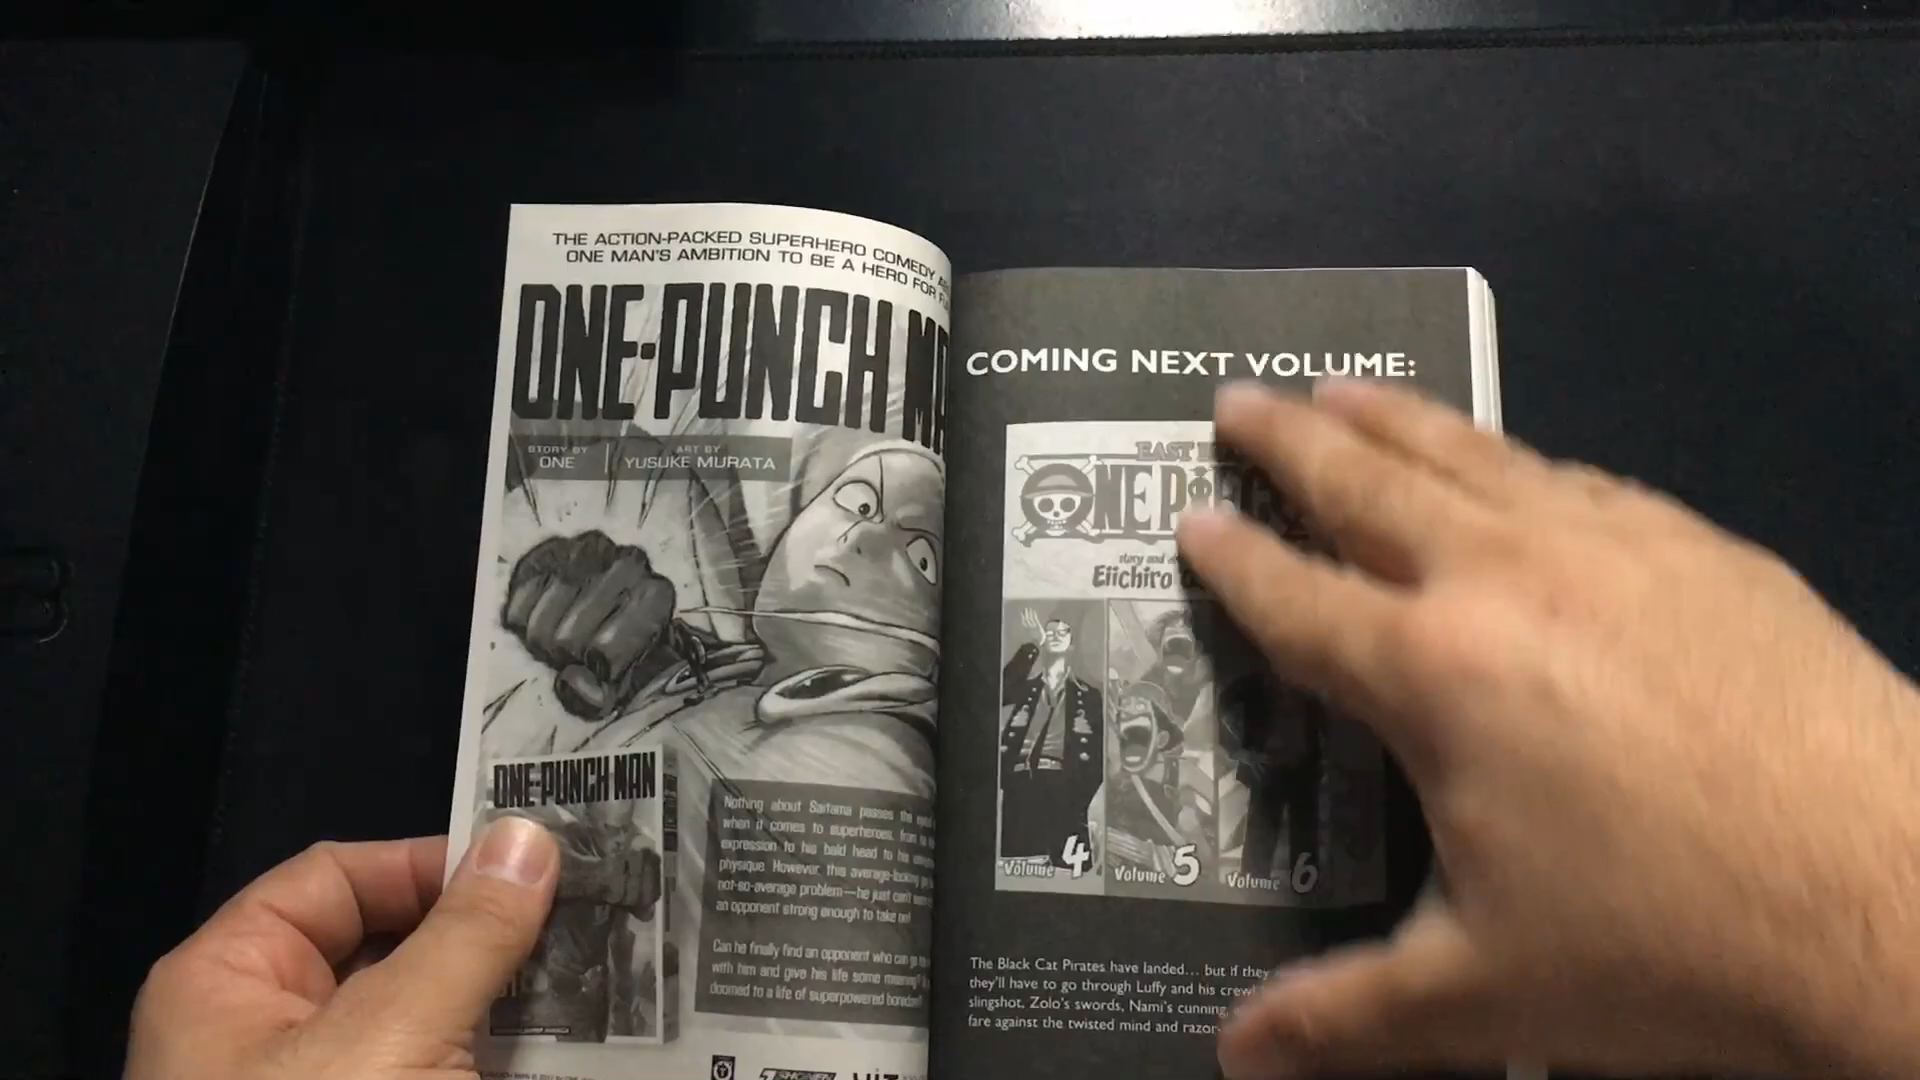 THE ACTION-PACKED SUPERHERO COMEDY
ONE MAN'S AMBITION TO BE A HERO FOR
ONE-PUNCH
STORY BY
ONE
ART BY
YUSUKE MURATA
ONE-PUNCH MAN
Nothing about Saitama passes the
when it comes to superheroes, from
expression to his bald head to his
physique. However, this average-looking
not-so-average problem—he just can't
an opponent strong enough to take on!
Can he finally find an opponent who can go
with him and give his life some meaning?
doomed to a life of superpowered boredom?
SHONEN
VIZ
COMING NEXT VOLUME:
EAST
ONE
story and
Eiichiro
Volume 4
Volume 5
Volume 6
The Black Cat Pirates have landed... but if they
they'll have to go through Luffy and his crew!
slingshot, Zolo's swords, Nami's cunning,
fare against the twisted mind and razor-